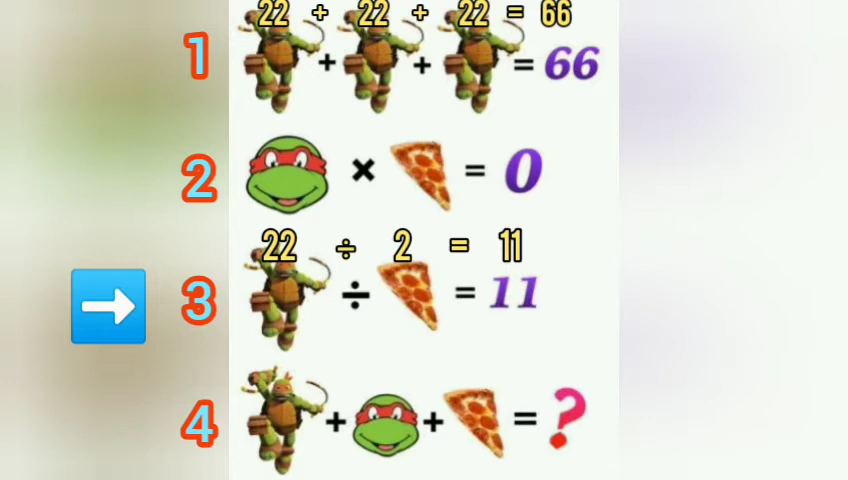 22 + 22 + 22 = 66
1
+ + = 66
2
× = 0
22 ÷ 2 = 11
3
÷ = 11
4
+ + = ?